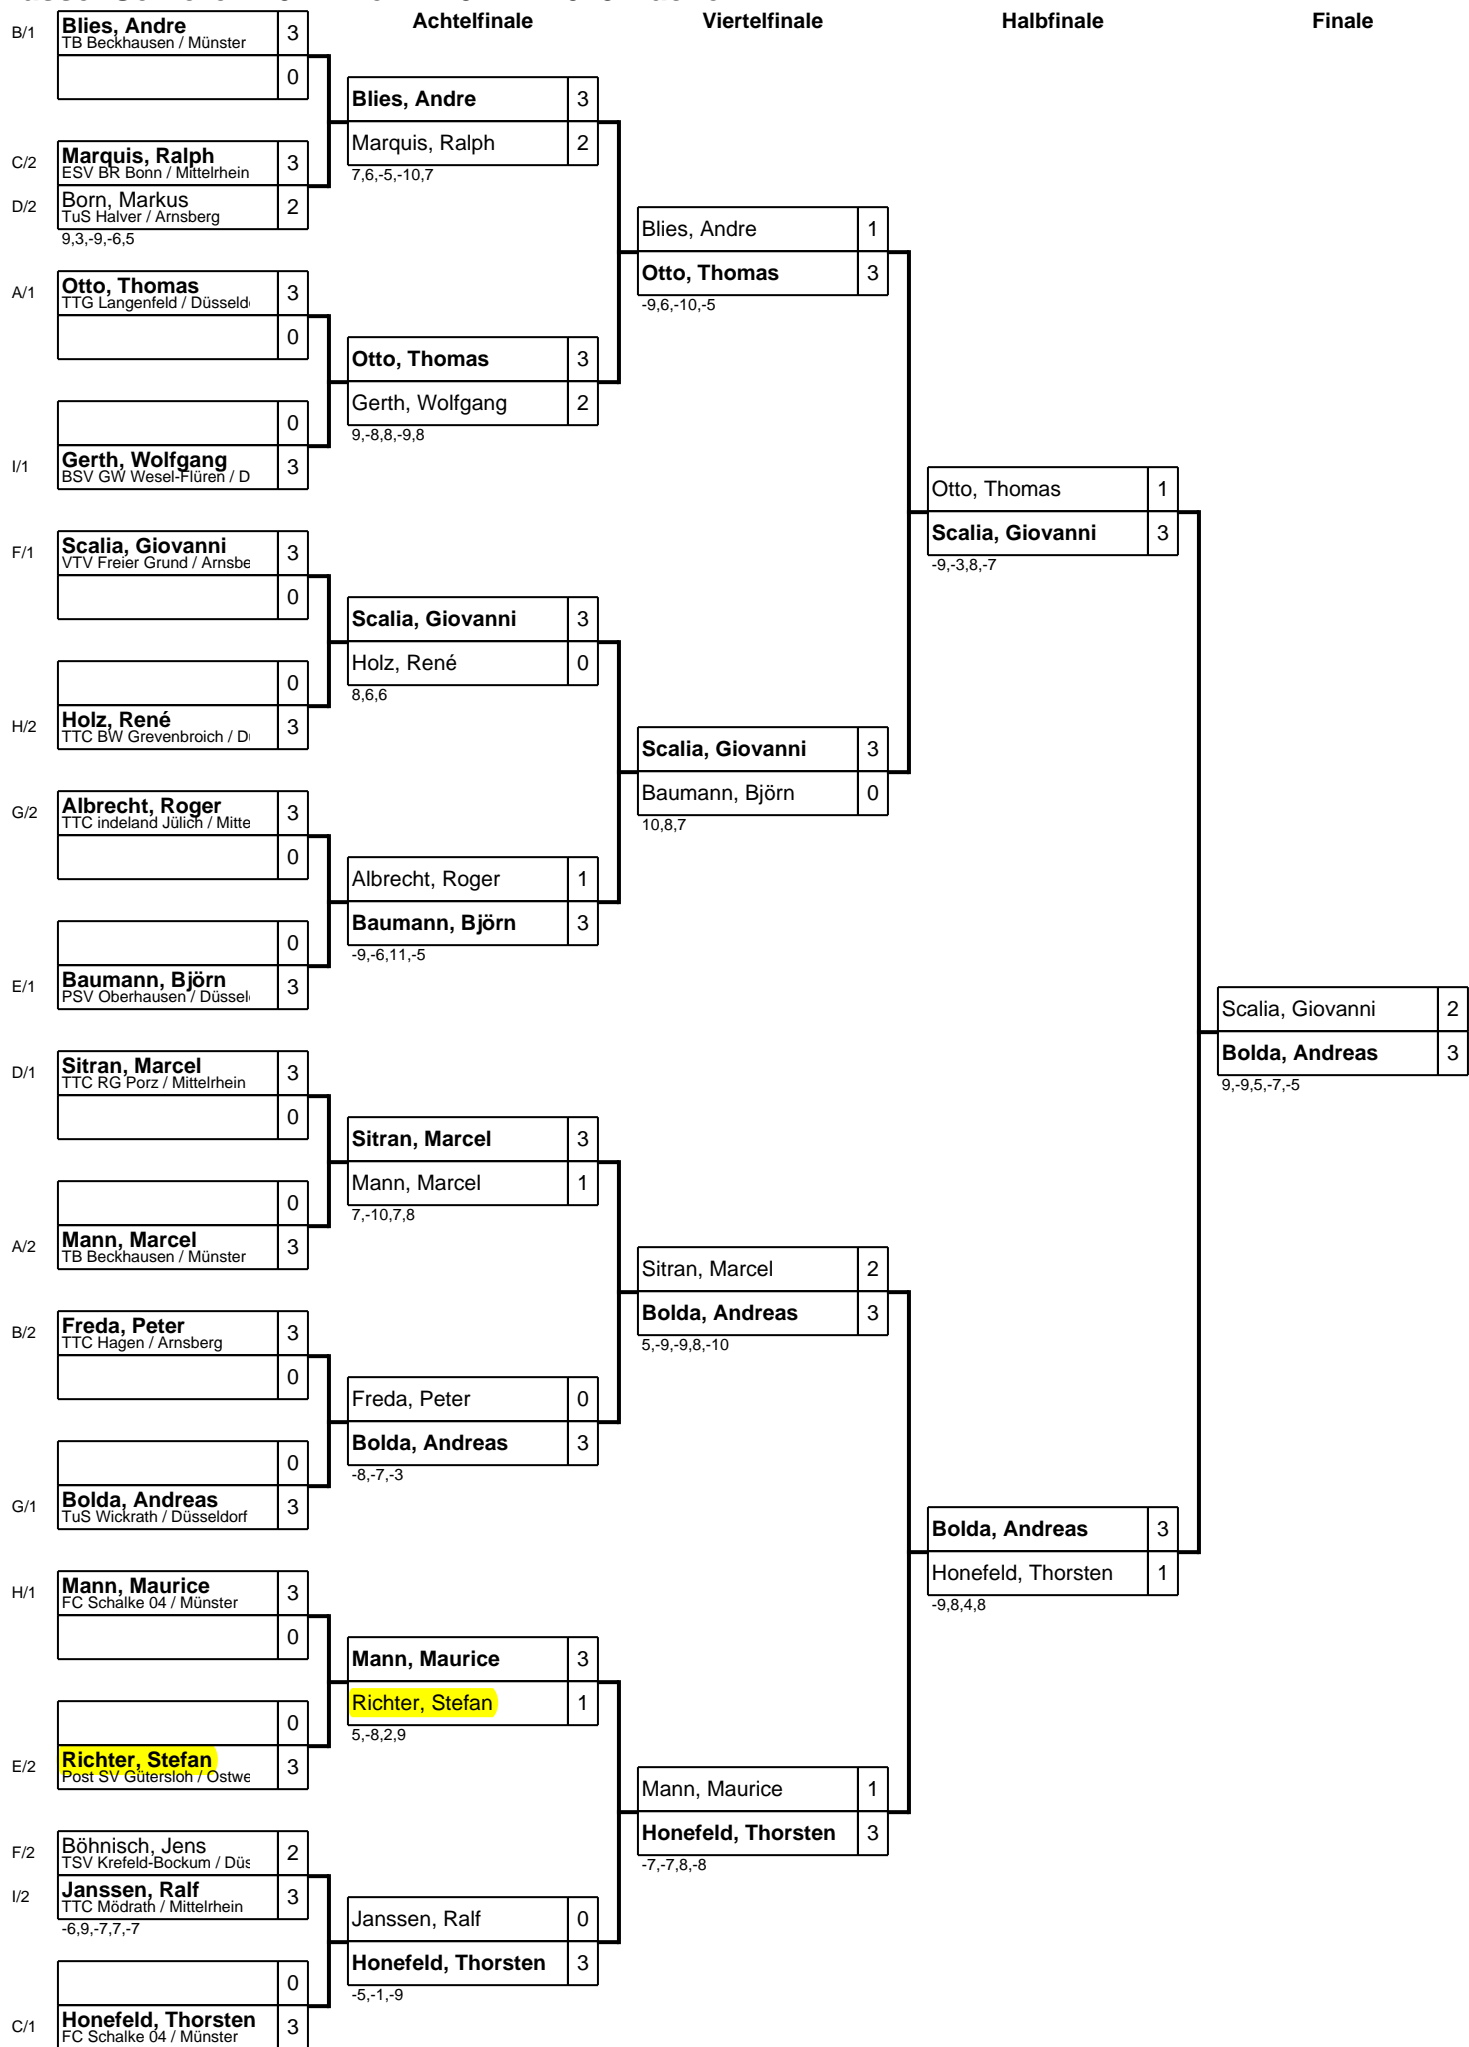 Achtelfinale Viertelfinale Halbfinale Finale
B/1 Blies, Andre 3
TB Beckhausen / Münster
0
Blies, Andre 3
Marquis, Ralph 2
7,6,-5,-10,7
C/2 Marquis, Ralph 3
ESV BR Bonn / Mittelrhein
D/2 Born, Markus 2
TuS Halver / Arnsberg
9,3,-9,-6,5
Blies, Andre 1
Otto, Thomas 3
-9,6,-10,-5
A/1 Otto, Thomas 3
TTG Langenfeld / Düsseld
0
Otto, Thomas 3
Gerth, Wolfgang 2
9,-8,8,-9,8
0
I/1 Gerth, Wolfgang 3
BSV GW Wesel-Flüren / D
Otto, Thomas 1
Scalia, Giovanni 3
-9,-3,8,-7
F/1 Scalia, Giovanni 3
VTV Freier Grund / Arnsbe
0
Scalia, Giovanni 3
Holz, René 0
8,6,6
0
H/2 Holz, René 3
TTC BW Grevenbroich / D
Scalia, Giovanni 3
Baumann, Björn 0
10,8,7
G/2 Albrecht, Roger 3
TTC indeland Jülich / Mitte
0
Albrecht, Roger 1
Baumann, Björn 3
-9,-6,11,-5
0
E/1 Baumann, Björn 3
PSV Oberhausen / Düssel
Scalia, Giovanni 2
Bolda, Andreas 3
9,-9,5,-7,-5
D/1 Sitran, Marcel 3
TTC RG Porz / Mittelrhein
0
Sitran, Marcel 3
Mann, Marcel 1
7,-10,7,8
0
A/2 Mann, Marcel 3
TB Beckhausen / Münster
Sitran, Marcel 2
Bolda, Andreas 3
5,-9,-9,8,-10
B/2 Freda, Peter 3
TTC Hagen / Arnsberg
0
Freda, Peter 0
Bolda, Andreas 3
-8,-7,-3
0
G/1 Bolda, Andreas 3
TuS Wickrath / Düsseldorf
Bolda, Andreas 3
Honefeld, Thorsten 1
-9,8,4,8
H/1 Mann, Maurice 3
FC Schalke 04 / Münster
0
Mann, Maurice 3
Richter, Stefan 1
5,-8,2,9
0
E/2 Richter, Stefan 3
Post SV Gütersloh / Ostwe
Mann, Maurice 1
Honefeld, Thorsten 3
-7,-7,8,-8
F/2 Böhnisch, Jens 2
TSV Krefeld-Bockum / Düs
I/2 Janssen, Ralf 3
TTC Mödrath / Mittelrhein
-6,9,-7,7,-7
Janssen, Ralf 0
Honefeld, Thorsten 3
-5,-1,-9
0
C/1 Honefeld, Thorsten 3
FC Schalke 04 / Münster